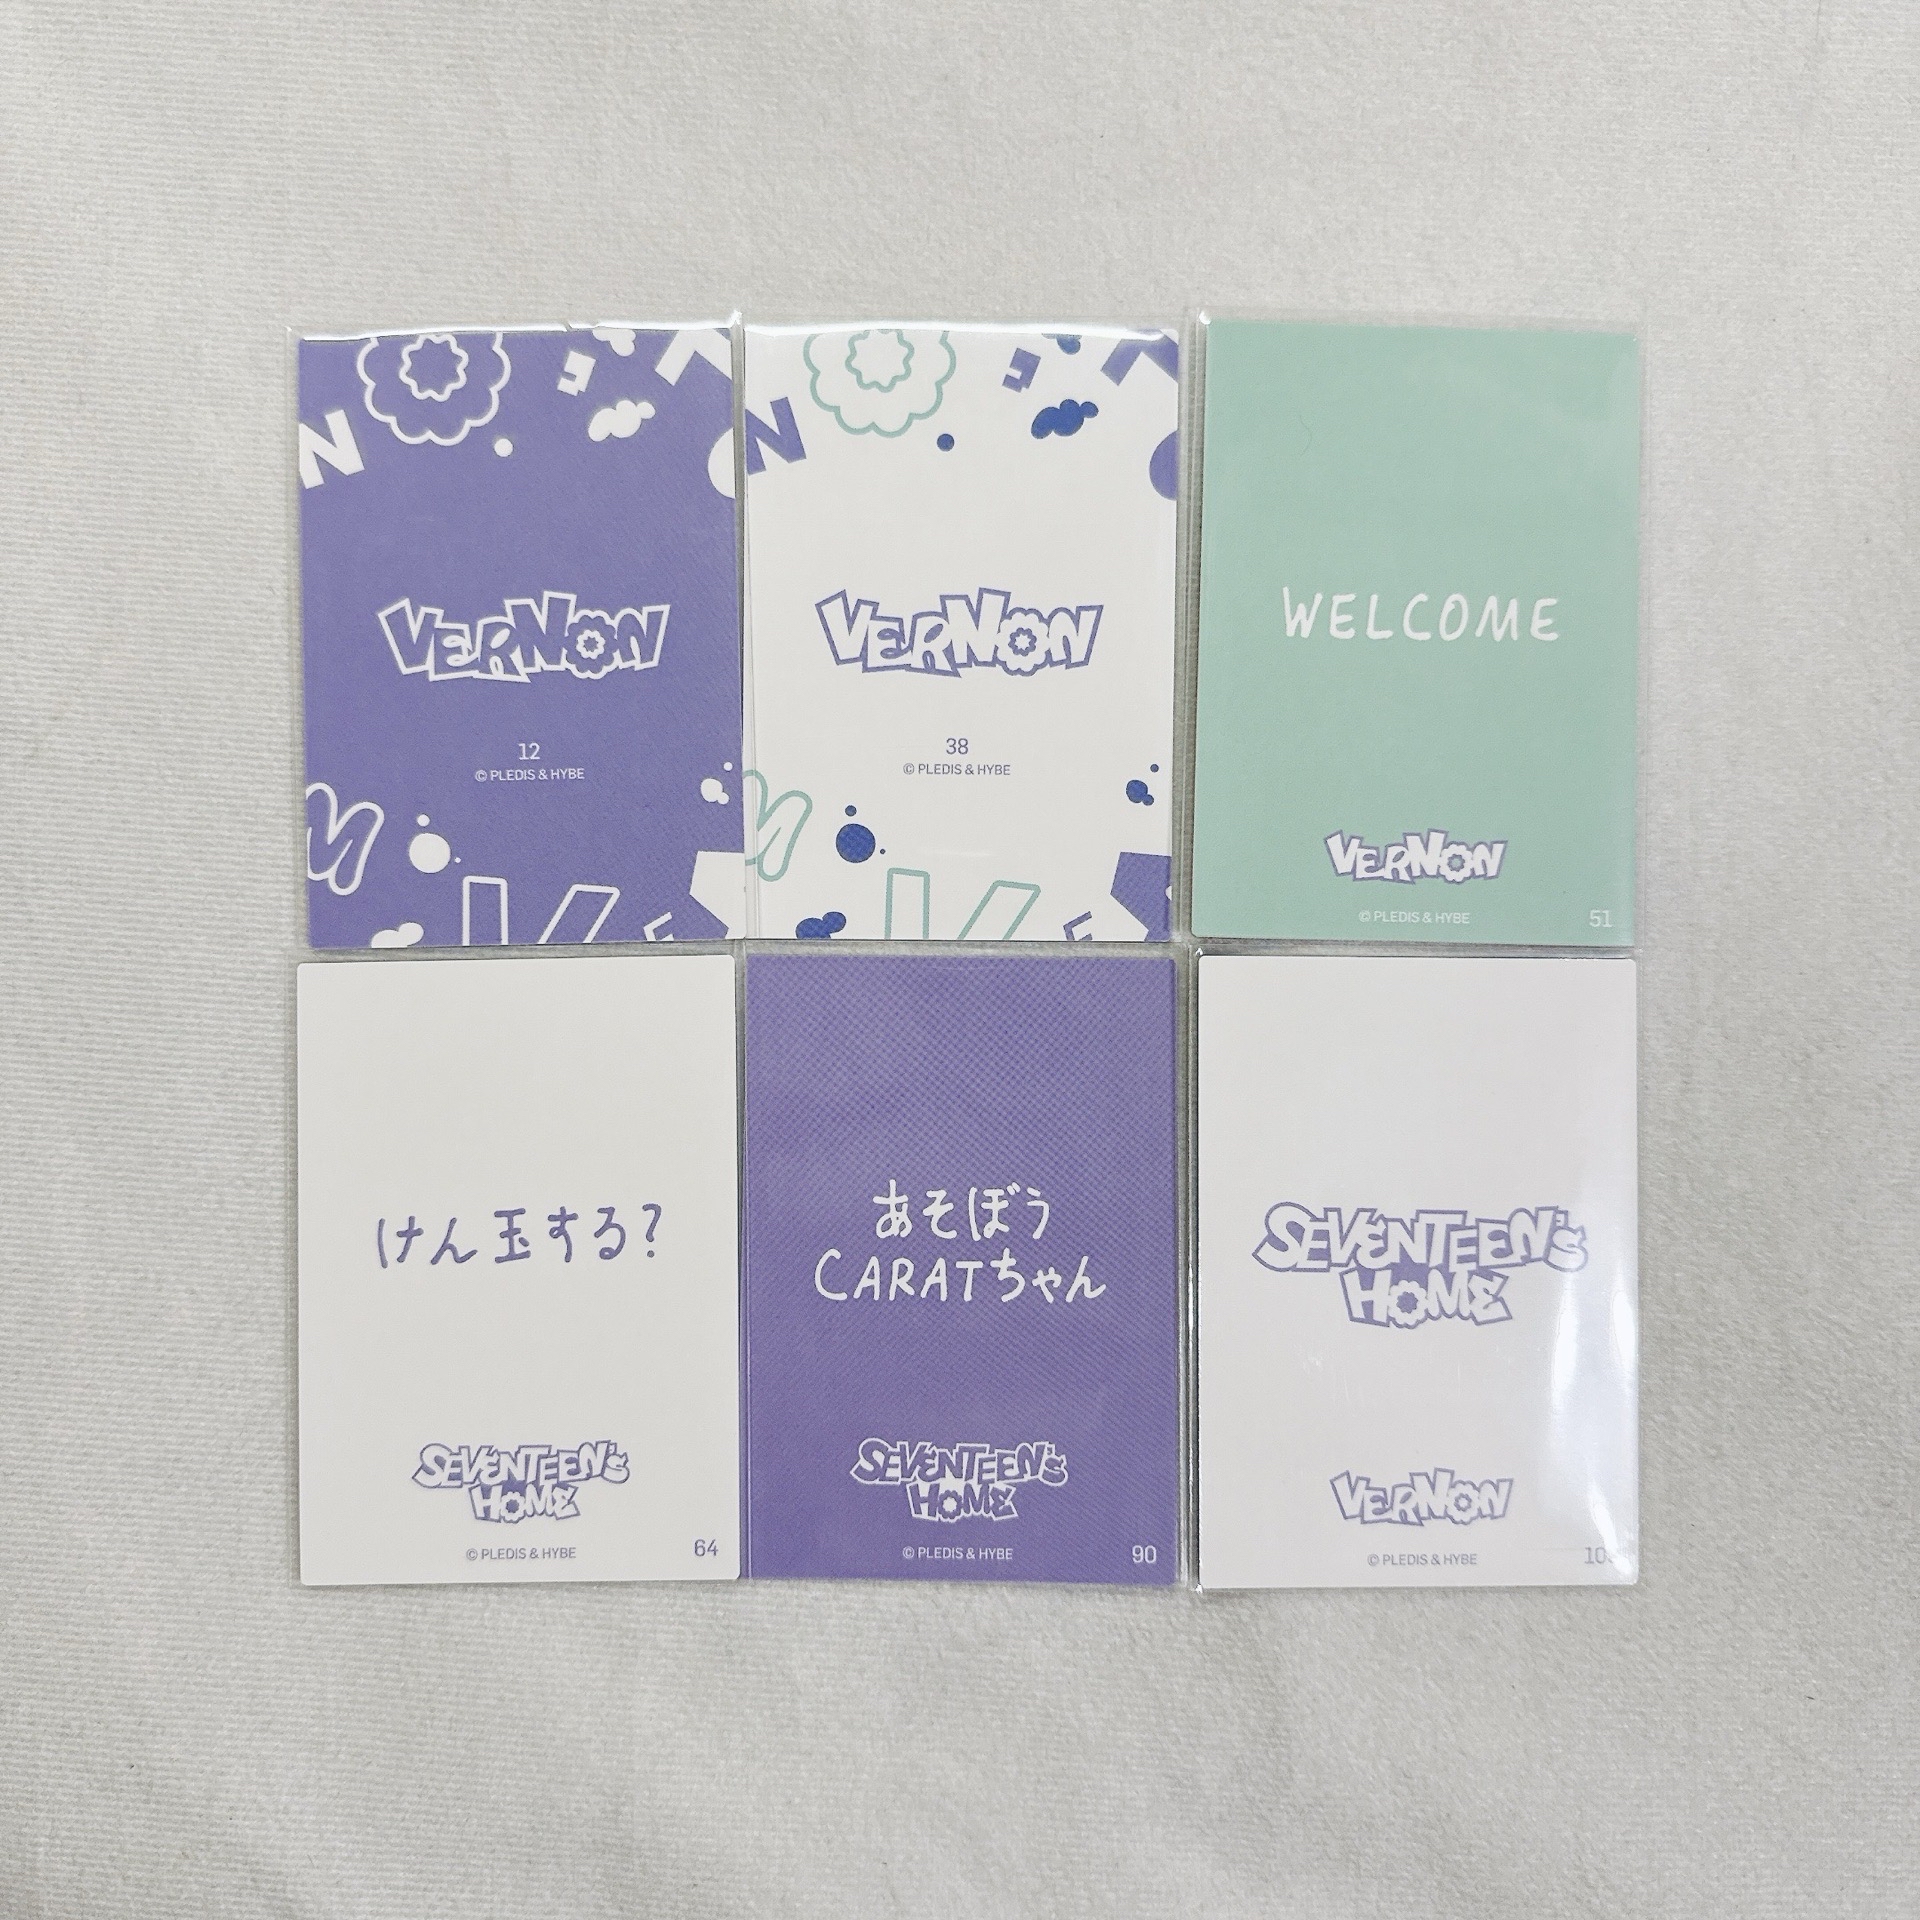 VERNON
12
© PLEDIS & HYBE
VERNON
38
© PLEDIS & HYBE
WELCOME
VERNON
© PLEDIS & HYBE
51
けん玉する?
SEVENTEEN's
HOME
© PLEDIS & HYBE
64
あそぼう
CARATちゃん
SEVENTEEN's
HOME
© PLEDIS & HYBE
90
SEVENTEEN's
HOME
VERNON
© PLEDIS & HYBE